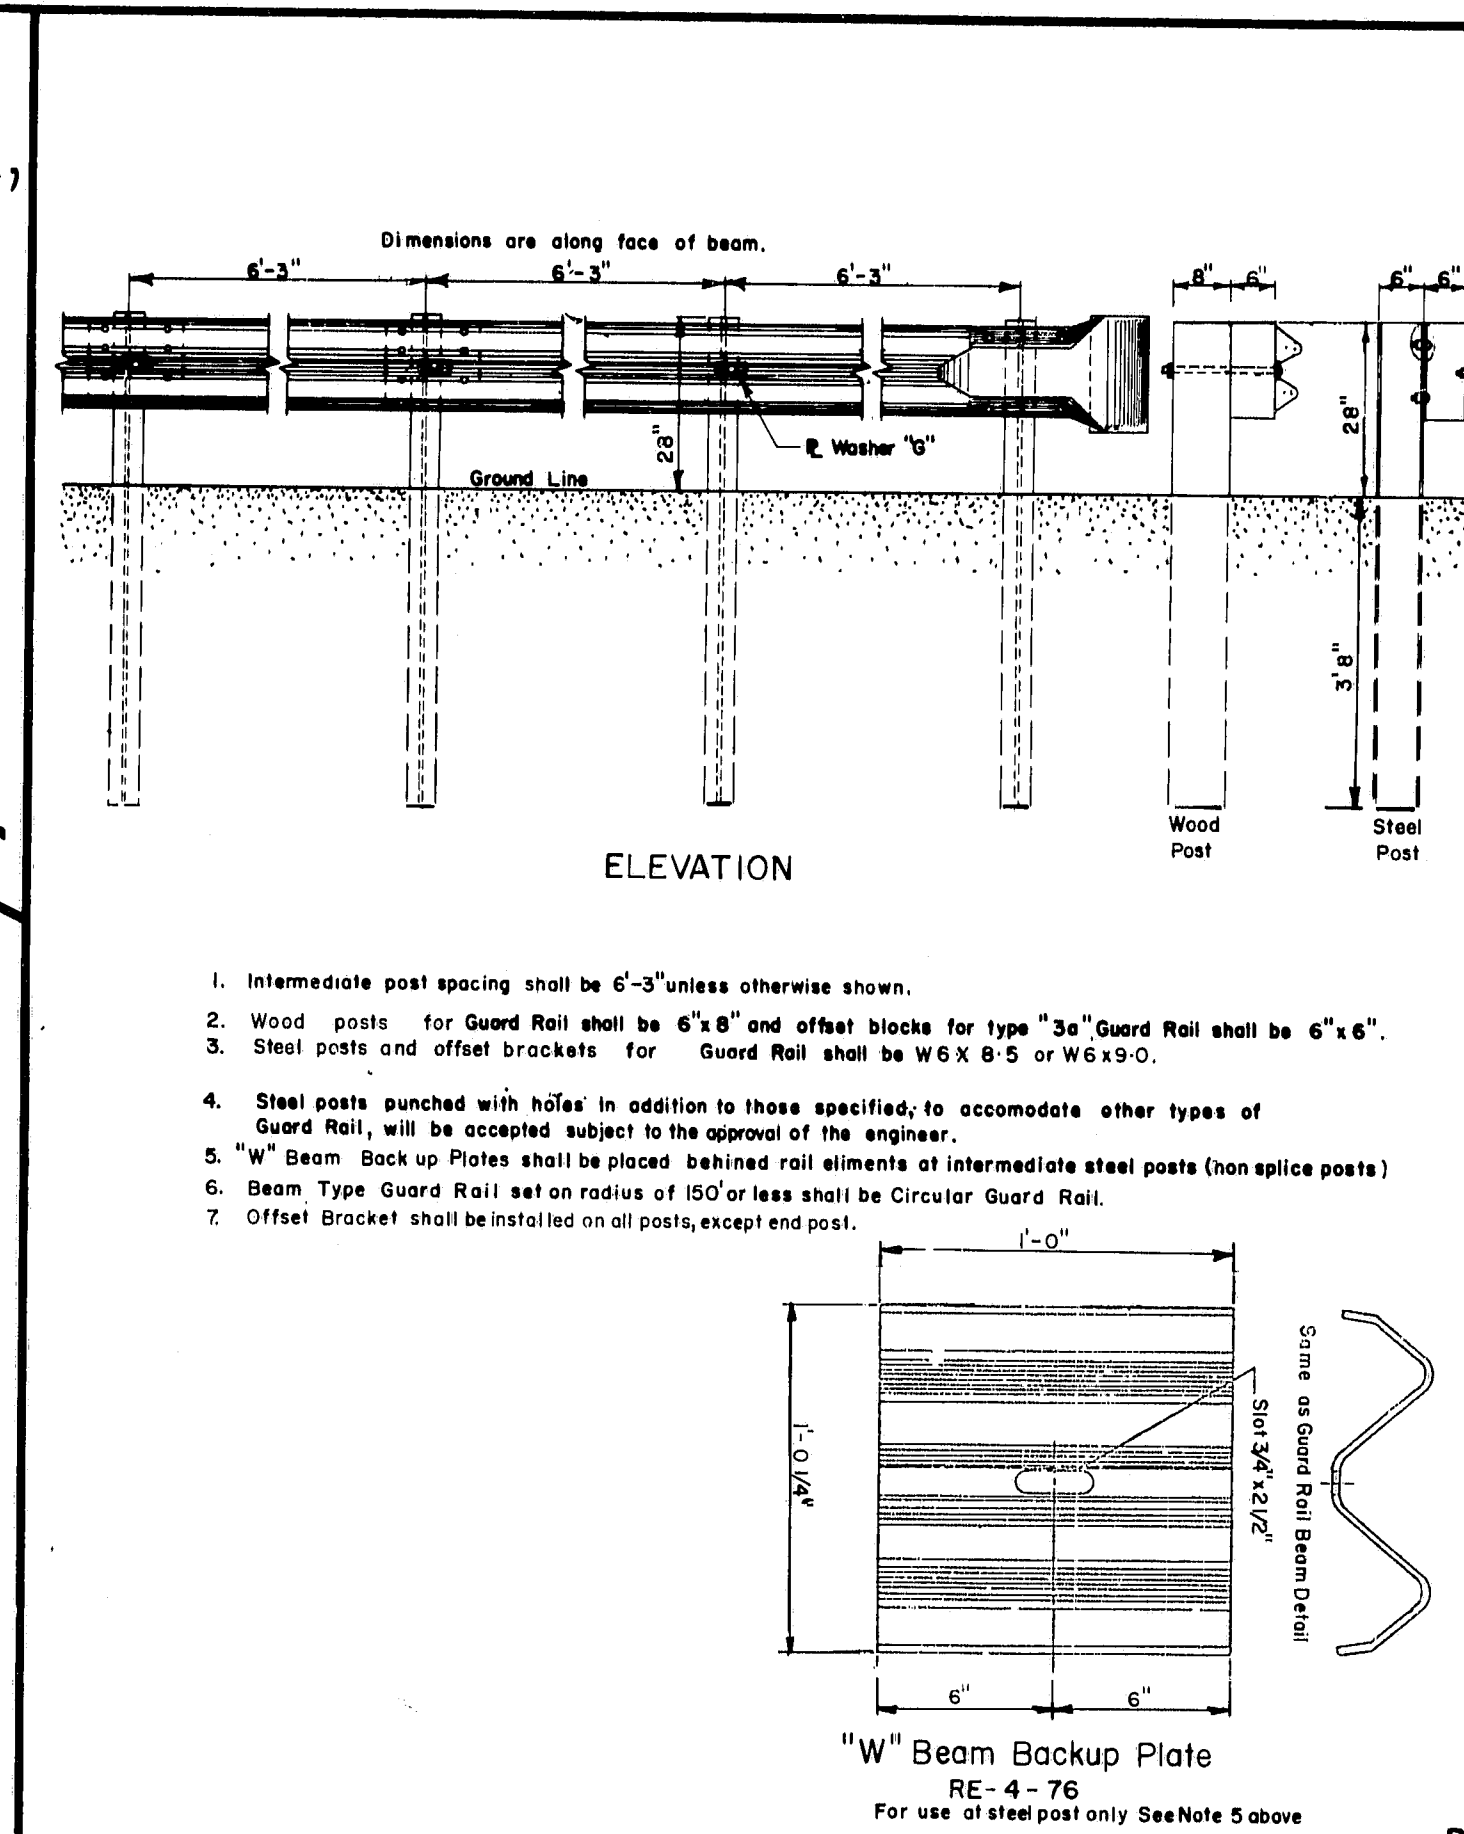 Dimensions are along face of beam.
6'-3" 6'-3" 6'-3" 8" 6" 6" 6"
28"
℄ Washer "G"
28"
Ground Line
3'8"
Wood Post
Steel Post
ELEVATION
1. Intermediate post spacing shall be 6'-3" unless otherwise shown.
2. Wood posts for Guard Rail shall be 6"x 8" and offset blocks for type "3a" Guard Rail shall be 6"x 6".
3. Steel posts and offset brackets for Guard Rail shall be W6 X 8.5 or W6x9.0.
4. Steel posts punched with holes in addition to those specified, to accomodate other types of
Guard Rail, will be accepted subject to the approval of the engineer.
5. "W" Beam Back up Plates shall be placed behined rail eliments at intermediate steel posts (non splice posts)
6. Beam Type Guard Rail set on radius of 150' or less shall be Circular Guard Rail.
7. Offset Bracket shall be installed on all posts, except end post.
1'-0"
1'-0 1/4"
Slot 3/4" x 2 1/2"
Same as Guard Rail Beam Detail
6" 6"
"W" Beam Backup Plate
RE-4-76
For use at steel post only See Note 5 above